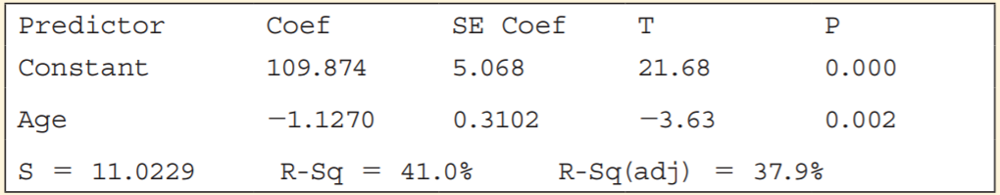 Predictor Coef SE Coef T P
Constant 109.874 5.068 21.68 0.000
Age −1.1270 0.3102 −3.63 0.002
S = 11.0229 R-Sq = 41.0% R-Sq(adj) = 37.9%